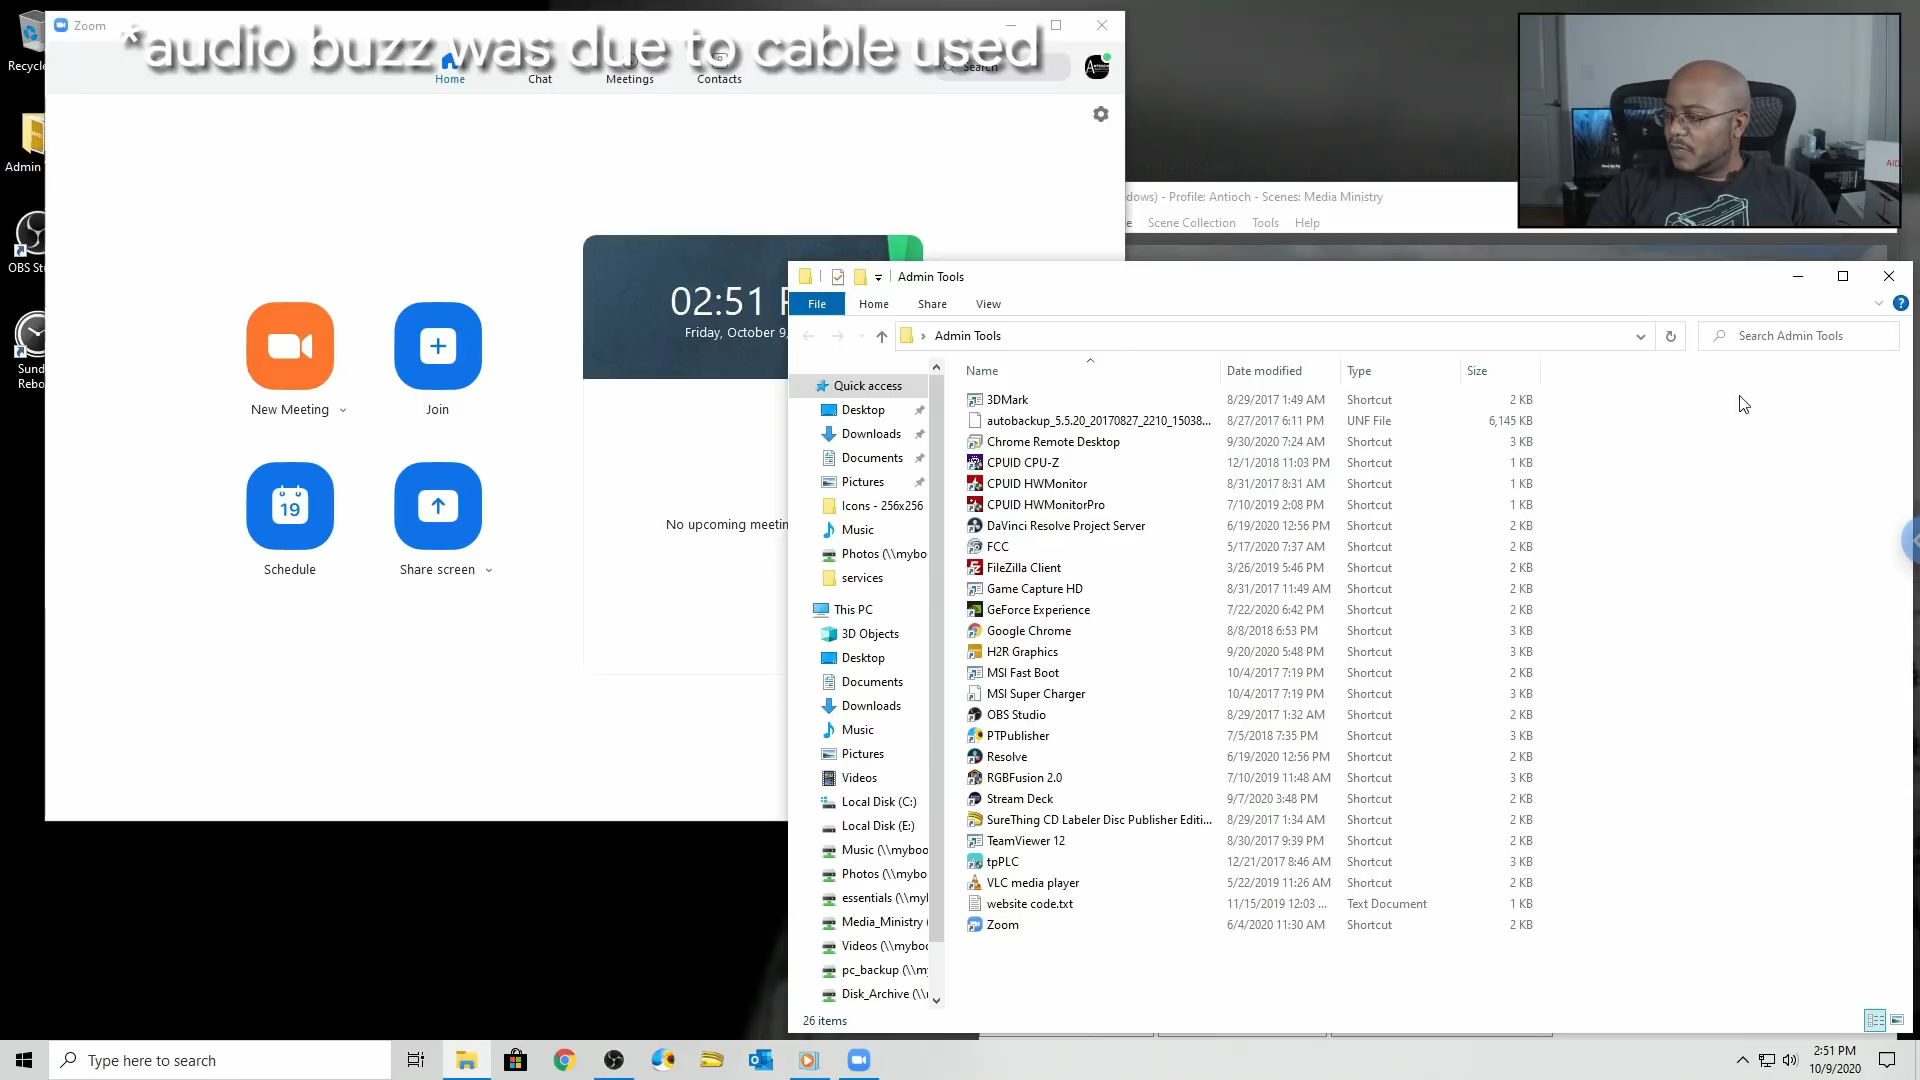 Zoom
*audio buzz was due to cable used
Home
Chat
Meetings
Contacts
Search
Recycle
Admin
OBS Stu
Sund
Rebo
New Meeting
Join
19
Schedule
Share screen
02:51 P
Friday, October 9,
No upcoming meetin
dows) - Profile: Antioch - Scenes: Media Ministry
Scene Collection Tools Help
AID
Admin Tools
File Home Share View
Admin Tools
Search Admin Tools
Quick access
Desktop
Downloads
Documents
Pictures
Icons - 256x256
Music
Photos (\\mybo
services
This PC
3D Objects
Desktop
Documents
Downloads
Music
Pictures
Videos
Local Disk (C:)
Local Disk (E:)
Music (\\myboo
Photos (\\mybo
essentials (\\myl
Media_Ministry (
Videos (\\myboo
pc_backup (\\my
Disk_Archive (\\
Name Date modified Type Size
3DMark 8/29/2017 1:49 AM Shortcut 2 KB
autobackup_5.5.20_20170827_2210_15038... 8/27/2017 6:11 PM UNF File 6,145 KB
Chrome Remote Desktop 9/30/2020 7:24 AM Shortcut 3 KB
CPUID CPU-Z 12/1/2018 11:03 PM Shortcut 1 KB
CPUID HWMonitor 8/31/2017 8:31 AM Shortcut 1 KB
CPUID HWMonitorPro 7/10/2019 2:08 PM Shortcut 1 KB
DaVinci Resolve Project Server 6/19/2020 12:56 PM Shortcut 2 KB
FCC 5/17/2020 7:37 AM Shortcut 2 KB
FileZilla Client 3/26/2019 5:46 PM Shortcut 2 KB
Game Capture HD 8/31/2017 11:49 AM Shortcut 2 KB
GeForce Experience 7/22/2020 6:42 PM Shortcut 2 KB
Google Chrome 8/8/2018 6:53 PM Shortcut 3 KB
H2R Graphics 9/20/2020 5:48 PM Shortcut 3 KB
MSI Fast Boot 10/4/2017 7:19 PM Shortcut 2 KB
MSI Super Charger 10/4/2017 7:19 PM Shortcut 3 KB
OBS Studio 8/29/2017 1:32 AM Shortcut 2 KB
PTPublisher 7/5/2018 7:35 PM Shortcut 3 KB
Resolve 6/19/2020 12:56 PM Shortcut 2 KB
RGBFusion 2.0 7/10/2019 11:48 AM Shortcut 3 KB
Stream Deck 9/7/2020 3:48 PM Shortcut 2 KB
SureThing CD Labeler Disc Publisher Editi... 8/29/2017 1:34 AM Shortcut 2 KB
TeamViewer 12 8/30/2017 9:39 PM Shortcut 2 KB
tpPLC 12/21/2017 8:46 AM Shortcut 3 KB
VLC media player 5/22/2019 11:26 AM Shortcut 2 KB
website code.txt 11/15/2019 12:03 ... Text Document 1 KB
Zoom 6/4/2020 11:30 AM Shortcut 2 KB
26 items
Type here to search
2:51 PM
10/9/2020